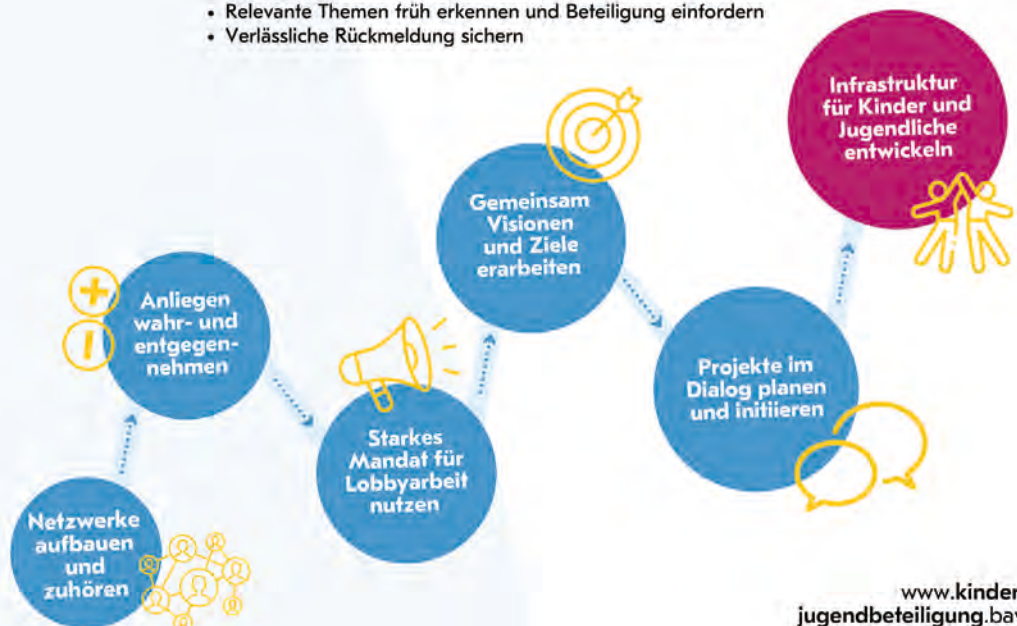 • Relevante Themen früh erkennen und Beteiligung einfordern
• Verlässliche Rückmeldung sichern
Netzwerke
aufbauen
und
zuhören
Anliegen
wahr- und
entgegen-
nehmen
Starkes
Mandat für
Lobbyarbeit
nutzen
Gemeinsam
Visionen
und Ziele
erarbeiten
Projekte im
Dialog planen
und initiieren
Infrastruktur
für Kinder und
Jugendliche
entwickeln
www.kinder
jugendbeteiligung.bay